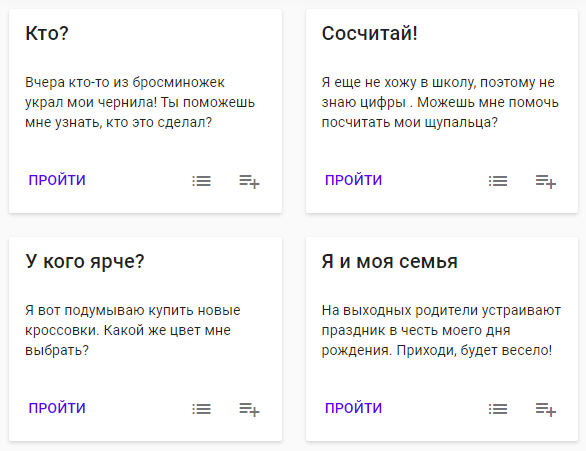 Кто?
Вчера кто-то из бросминожек
украл мои чернила! Ты поможешь
мне узнать, кто это сделал?
ПРОЙТИ
Сосчитай!
Я еще не хожу в школу, поэтому не
знаю цифры . Можешь мне помочь
посчитать мои щупальца?
ПРОЙТИ
У кого ярче?
Я вот подумываю купить новые
кроссовки. Какой же цвет мне
выбрать?
ПРОЙТИ
Я и моя семья
На выходных родители устраивают
праздник в честь моего дня
рождения. Приходи, будет весело!
ПРОЙТИ